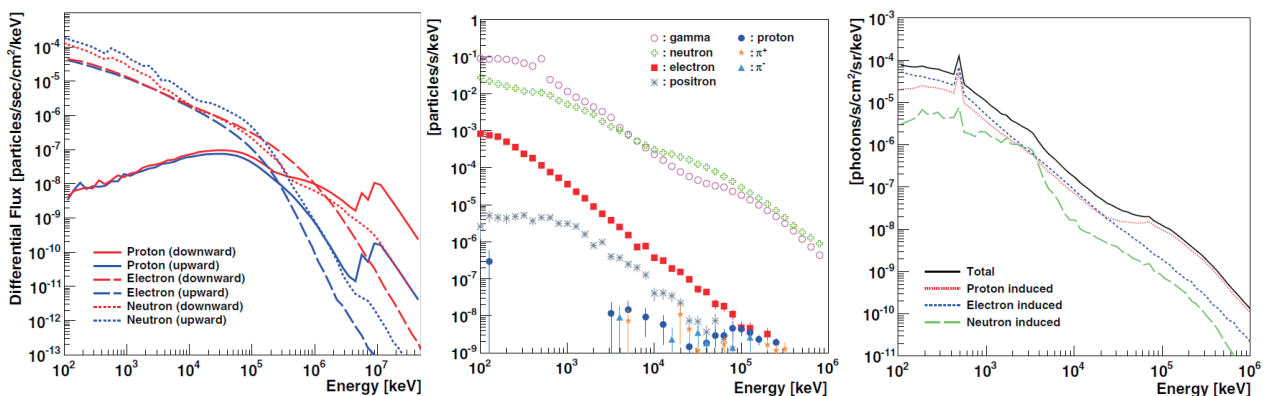 Differential Flux [particles/sec/cm²/keV]
10⁻⁴
10⁻⁵
10⁻⁶
10⁻⁷
10⁻⁸
10⁻⁹
10⁻¹⁰
10⁻¹¹
10⁻¹²
10⁻¹³
Proton (downward)
Proton (upward)
Electron (downward)
Electron (upward)
Neutron (downward)
Neutron (upward)
10² 10³ 10⁴ 10⁵ 10⁶ 10⁷
Energy [keV]
[particles/s/keV]
1
10⁻¹
10⁻²
10⁻³
10⁻⁴
10⁻⁵
10⁻⁶
10⁻⁷
10⁻⁸
10⁻⁹
: gamma : proton
: neutron : π⁺
: electron : π⁻
: positron
10² 10³ 10⁴ 10⁵ 10⁶
Energy [keV]
[photons/s/cm²/sr/keV]
10⁻³
10⁻⁴
10⁻⁵
10⁻⁶
10⁻⁷
10⁻⁸
10⁻⁹
10⁻¹⁰
10⁻¹¹
Total
Proton induced
Electron induced
Neutron induced
10² 10³ 10⁴ 10⁵ 10⁶
Energy [keV]